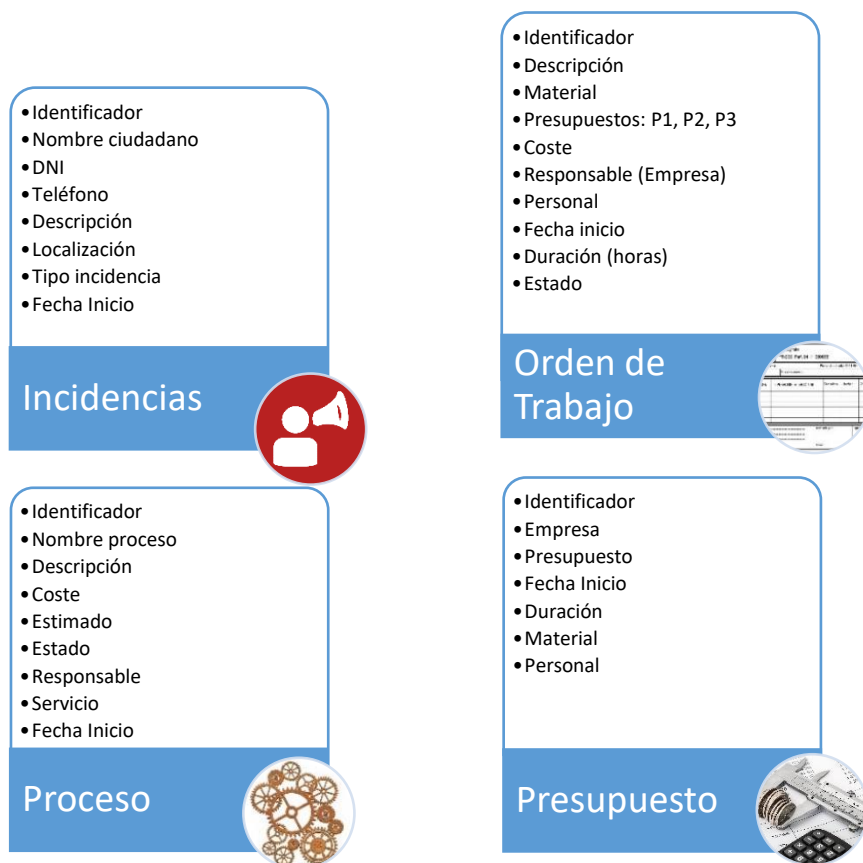 •Identificador
•Nombre ciudadano
•DNI
•Teléfono
•Descripción
•Localización
•Tipo incidencia
•Fecha Inicio
Incidencias
•Identificador
•Descripción
•Material
•Presupuestos: P1, P2, P3
•Coste
•Responsable (Empresa)
•Personal
•Fecha inicio
•Duración (horas)
•Estado
Orden de
Trabajo
•Identificador
•Nombre proceso
•Descripción
•Coste
•Estimado
•Estado
•Responsable
•Servicio
•Fecha Inicio
Proceso
•Identificador
•Empresa
•Presupuesto
•Fecha Inicio
•Duración
•Material
•Personal
Presupuesto